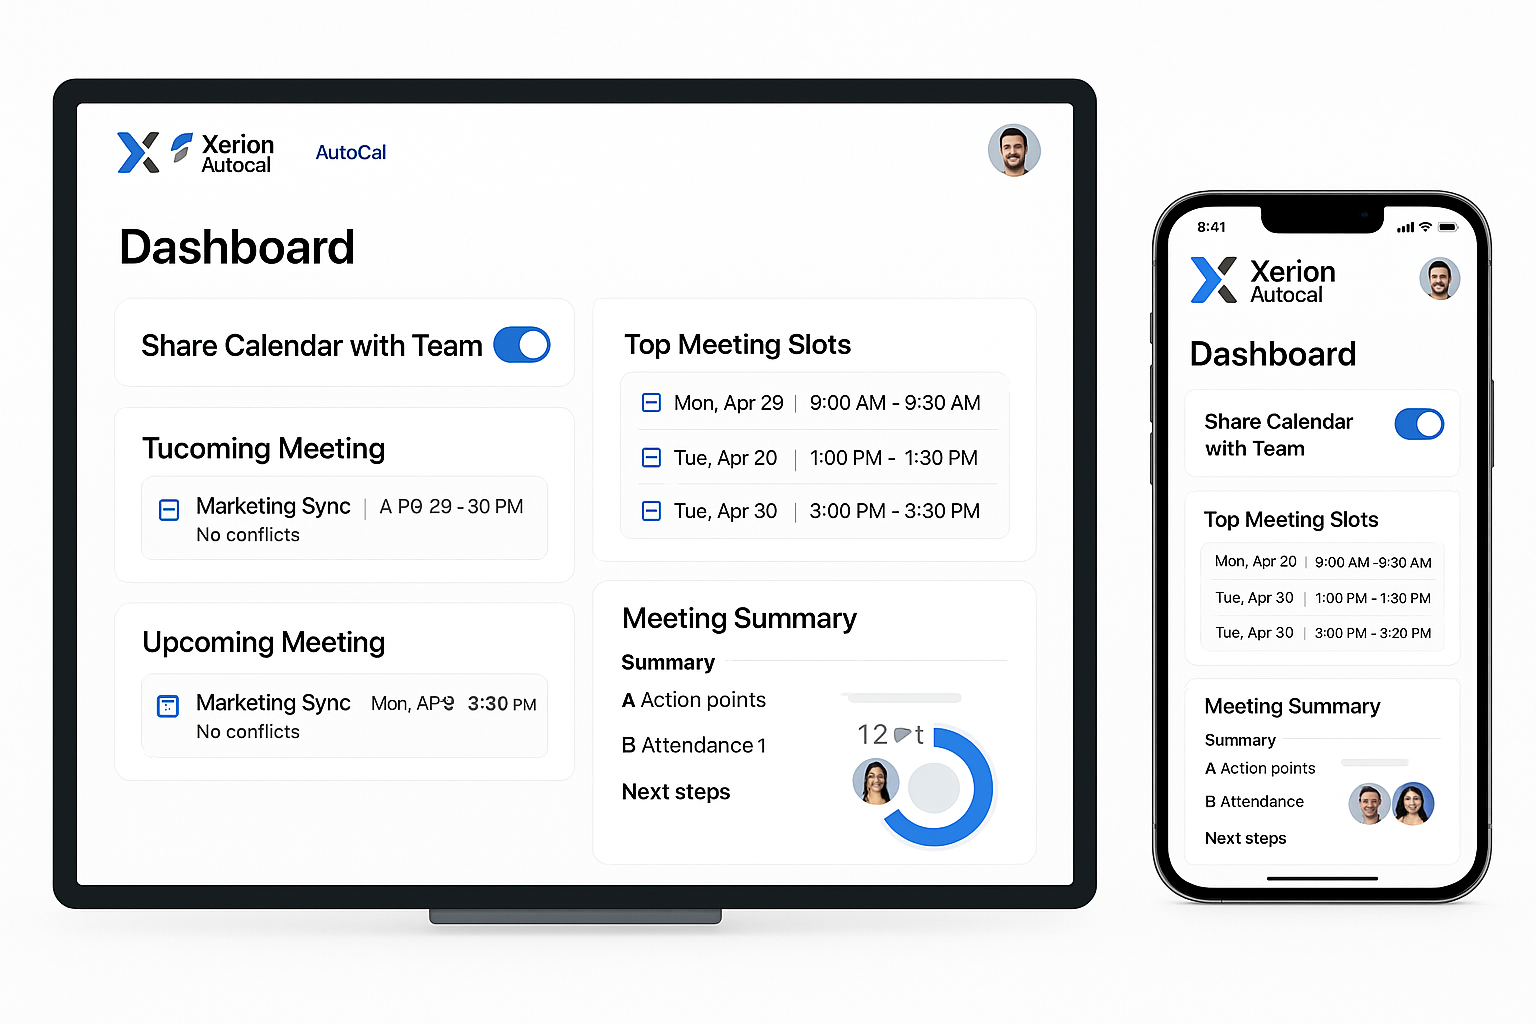 Xerion
Autocal
AutoCal
Dashboard
Share Calendar with Team
Tucoming Meeting
Marketing Sync | A P0 29 - 30 PM
No conflicts
Upcoming Meeting
Marketing Sync Mon, 3:30 PM
No conflicts
Top Meeting Slots
Mon, Apr 29 | 9:00 AM - 9:30 AM
Tue, Apr 20 | 1:00 PM - 1:30 PM
Tue, Apr 30 | 3:00 PM - 3:30 PM
Meeting Summary
Summary
A Action points
B Attendance 1
Next steps
12
8:41
Xerion
Autocal
Dashboard
Share Calendar
with Team
Top Meeting Slots
Mon, Apr 20 | 9:00 AM -9:30 AM
Tue, Apr 30 | 1:00 PM - 1:30 PM
Tue, Apr 30 | 3:00 PM - 3:20 PM
Meeting Summary
Summary
A Action points
B Attendance
Next steps